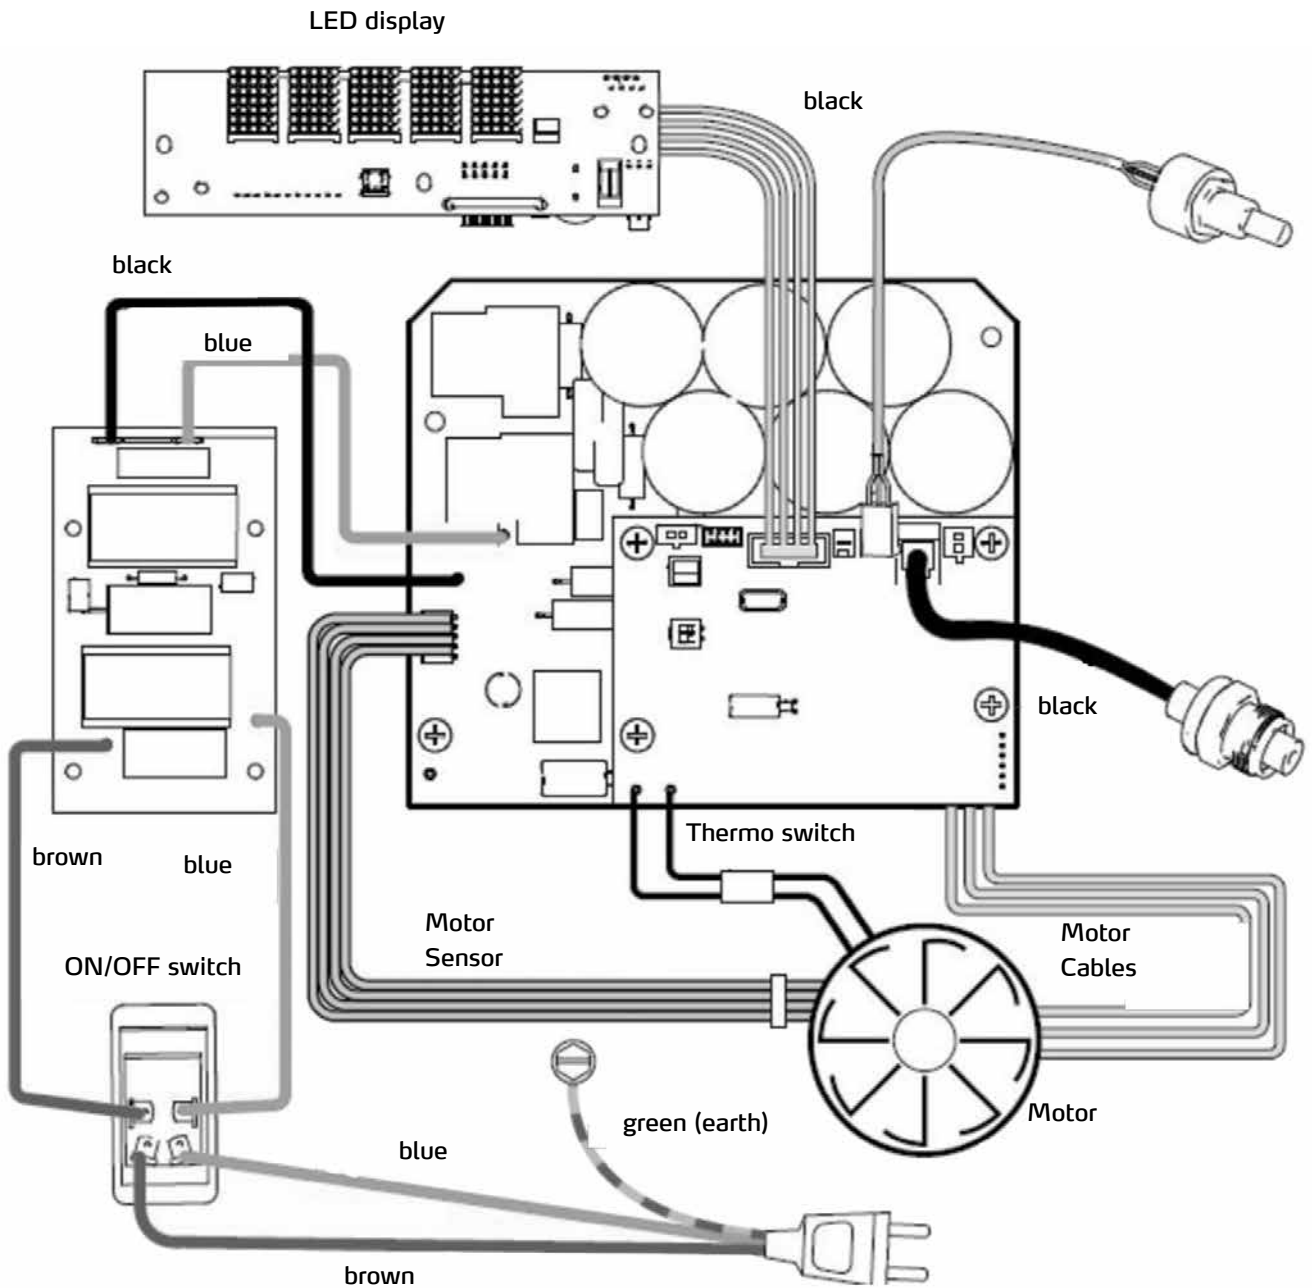 LED display
black
black
blue
black
Thermo switch
brown
blue
Motor
Sensor
Motor
Cables
ON/OFF switch
Motor
green (earth)
blue
brown